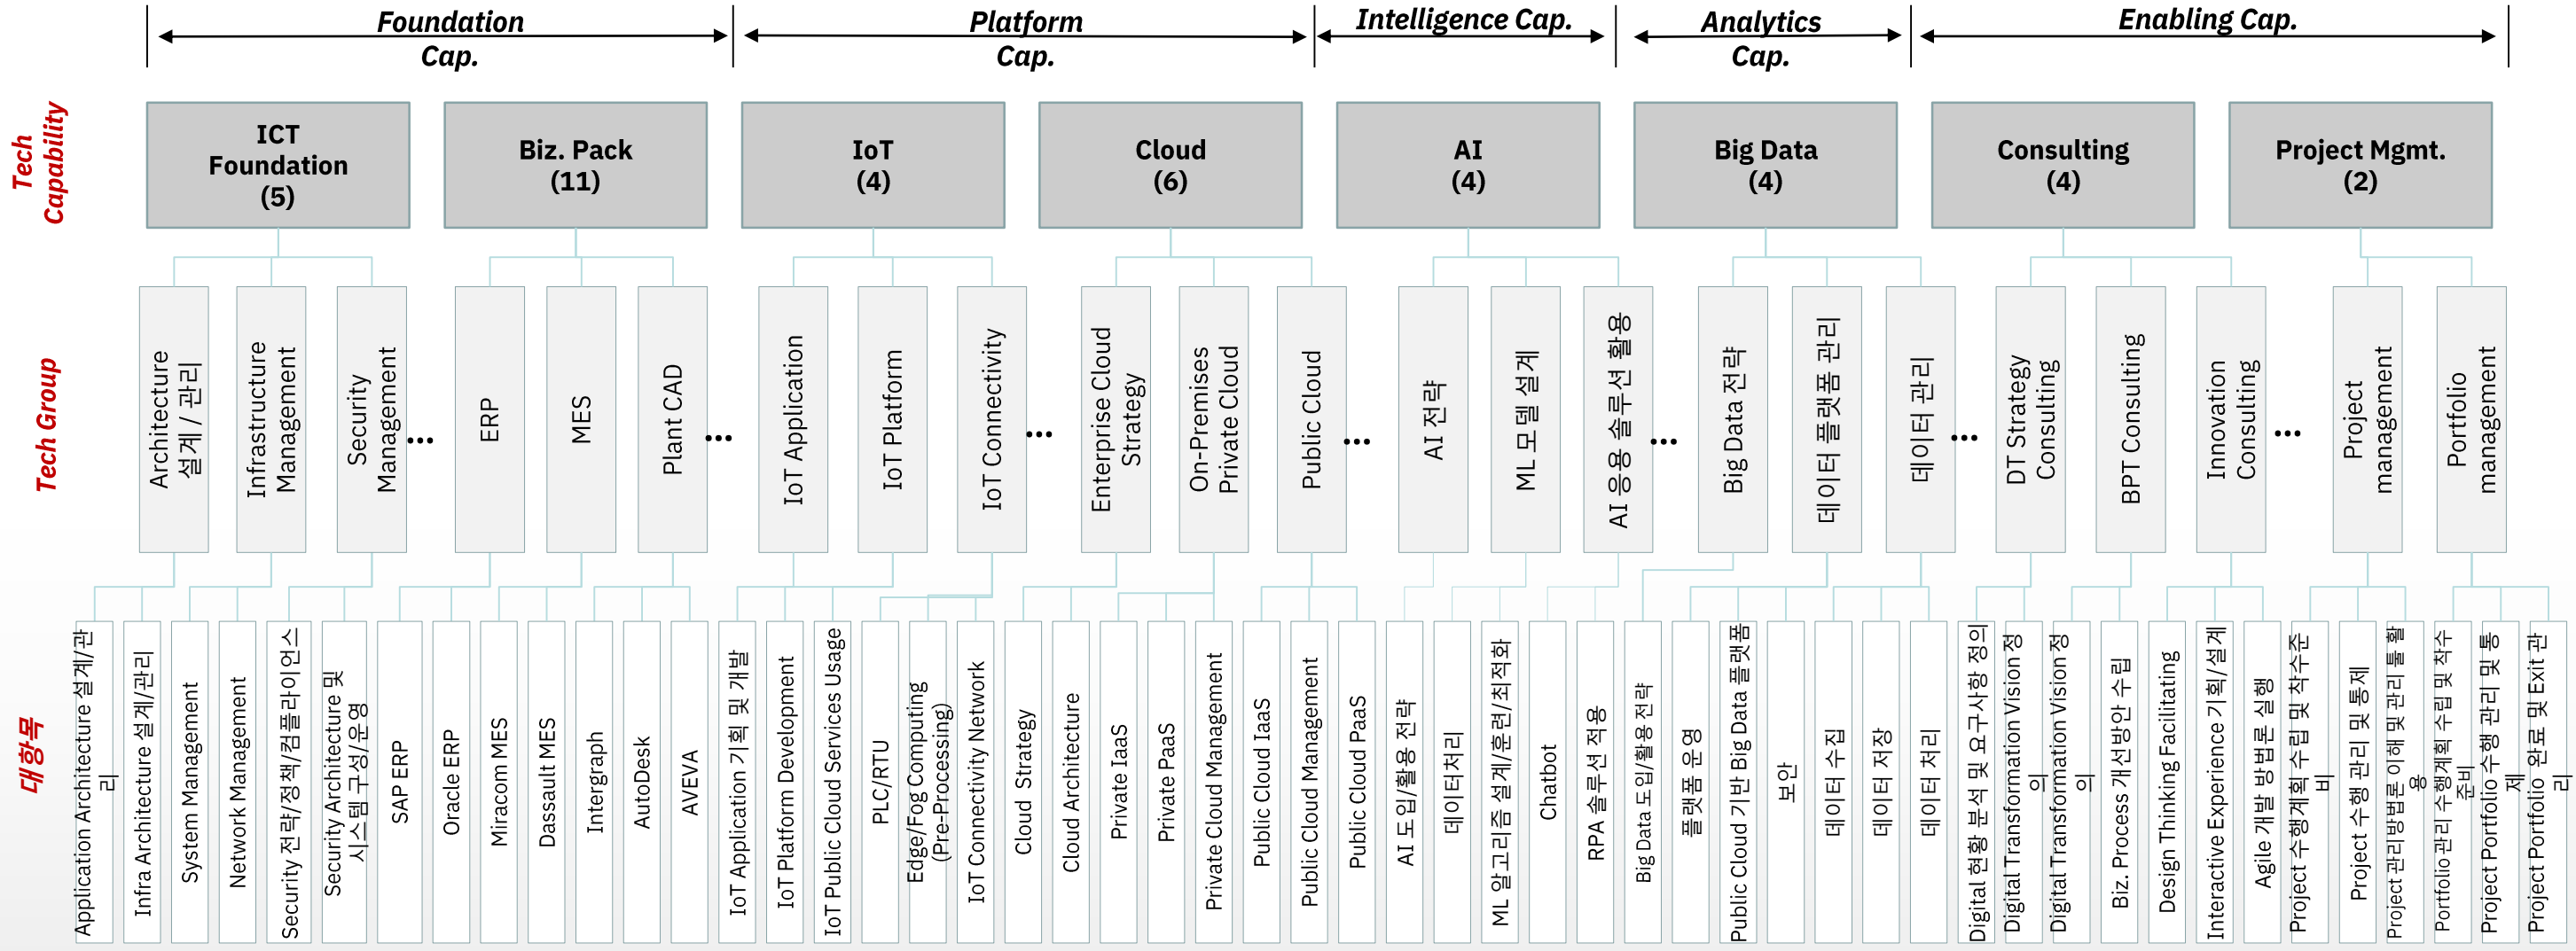 Foundation
Cap.
Platform
Cap.
Intelligence Cap.
Analytics
Cap.
Enabling Cap.
Tech
Capability
ICT
Foundation
(5)
Biz. Pack
(11)
IoT
(4)
Cloud
(6)
AI
(4)
Big Data
(4)
Consulting
(4)
Project Mgmt.
(2)
Tech Group
Architecture
설계 / 관리
Infrastructure
Management
Security
Management
...
ERP
MES
Plant CAD
...
IoT Application
IoT Platform
IoT Connectivity
...
Enterprise Cloud
Strategy
On-Premises
Private Cloud
Public Cloud
...
AI 전략
ML 모델 설계
AI 응용 솔루션 활용
...
Big Data 전략
데이터 플랫폼 관리
데이터 관리
...
DT Strategy
Consulting
BPT Consulting
Innovation
Consulting
...
Project
management
Portfolio
management
대항목
Application Architecture 설계/관
리
Infra Architecture 설계/관리
System Management
Network Management
Security 전략/정책/컴플라이언스
Security Architecture 및
시스템 구성/운영
SAP ERP
Oracle ERP
Miracom MES
Dassault MES
Intergraph
AutoDesk
AVEVA
IoT Application 기획 및 개발
IoT Platform Development
IoT Public Cloud Services Usage
PLC/RTU
Edge/Fog Computing
(Pre-Processing)
IoT Connectivity Network
Cloud Strategy
Cloud Architecture
Private IaaS
Private PaaS
Private Cloud Management
Public Cloud IaaS
Public Cloud Management
Public Cloud PaaS
AI 도입/활용 전략
데이터처리
ML 알고리즘 설계/훈련/최적화
Chatbot
RPA 솔루션 적용
Big Data 도입/활용 전략
플랫폼 운영
Public Cloud 기반 Big Data 플랫폼
보안
데이터 수집
데이터 저장
데이터 처리
Digital 현황 분석 및 요구사항 정의
Digital Transformation Vision 정
의
Digital Transformation Vision 정
의
Biz. Process 개선방안 수립
Design Thinking Facilitating
Interactive Experience 기획/설계
Agile 개발 방법론 실행
Project 수행계획 수립 및 착수준
비
Project 수행 관리 및 통제
Project 관리방법론 이해 및 관리 툴 활
용
Portfolio 관리 수행계획 수립 및 착수
준비
Project Portfolio 수행 관리 및 통
제
Project Portfolio 완료 및 Exit 관
리